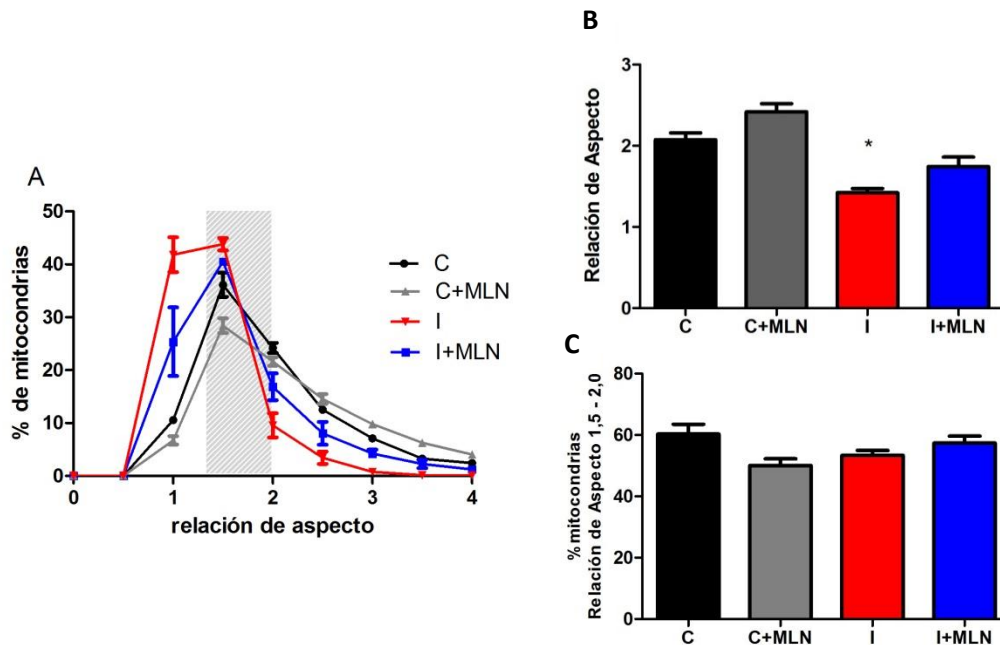 A
50
40
30
20
10
0
% de mitocondrias
0 1 2 3 4
relación de aspecto
C
C+MLN
I
I+MLN
B
3
2
1
0
Relación de Aspecto
*
C C+MLN I I+MLN
C
80
60
40
20
0
%mitocondrias
Relación de Aspecto 1,5 - 2,0
C C+MLN I I+MLN